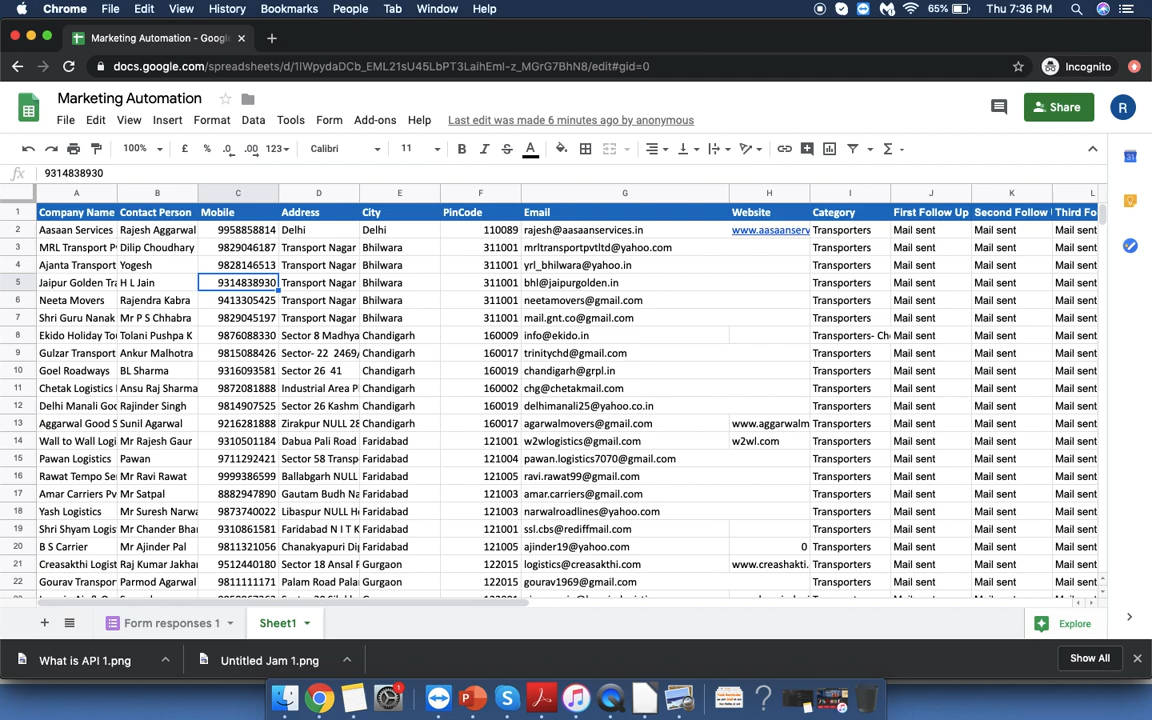 Chrome File Edit View History Bookmarks People Tab Window Help 65% Thu 7:36 PM
Marketing Automation - Googl
docs.google.com/spreadsheets/d/1lWpydaDCb_EML21sU45LbPT3LaihEml-z_MGrG7BhN8/edit#gid=0 Incognito
Marketing Automation
Share R
File Edit View Insert Format Data Tools Form Add-ons Help Last edit was made 6 minutes ago by anonymous
100% £ % .0 .00 123 Calibri 11 B I S A
fx 9314838930
A B C D E F G H I J K L
1 Company Name Contact Person Mobile Address City PinCode Email Website Category First Follow Up Second Follow Third Fo
2 Aasaan Services Rajesh Aggarwal 9958858814 Delhi Delhi 110089 rajesh@aasaanservices.in www.aasaanserv Transporters Mail sent Mail sent Mail sent
3 MRL Transport P Dilip Choudhary 9829046187 Transport Nagar Bhilwara 311001 mrltransportpvtltd@yahoo.com Transporters Mail sent Mail sent Mail sent
4 Ajanta Transport Yogesh 9828146513 Transport Nagar Bhilwara 311001 yrl_bhilwara@yahoo.in Transporters Mail sent Mail sent Mail sent
5 Jaipur Golden Tra H L Jain 9314838930 Transport Nagar Bhilwara 311001 bhl@jaipurgolden.in Transporters Mail sent Mail sent Mail sent
6 Neeta Movers Rajendra Kabra 9413305425 Transport Nagar Bhilwara 311001 neetamovers@gmail.com Transporters Mail sent Mail sent Mail sent
7 Shri Guru Nanak Mr P S Chhabra 9829045197 Transport Nagar Bhilwara 311001 mail.gnt.co@gmail.com Transporters Mail sent Mail sent Mail sent
8 Ekido Holiday To Tolani Pushpa K 9876088330 Sector 8 Madhya Chandigarh 160009 info@ekido.in Transporters- Ch Mail sent Mail sent Mail sent
9 Gulzar Transport Ankur Malhotra 9815088426 Sector- 22 2469/ Chandigarh 160017 trinitychd@gmail.com Transporters Mail sent Mail sent Mail sent
10 Goel Roadways BL Sharma 9316093581 Sector 26 41 Chandigarh 160019 chandigarh@grpl.in Transporters Mail sent Mail sent Mail sent
11 Chetak Logistics Ansu Raj Sharma 9872081888 Industrial Area P Chandigarh 160002 chg@chetakmail.com Transporters Mail sent Mail sent Mail sent
12 Delhi Manali Goo Rajinder Singh 9814907525 Sector 26 Kashm Chandigarh 160019 delhimanali25@yahoo.co.in Transporters Mail sent Mail sent Mail sent
13 Aggarwal Good S Sunil Agarwal 9216281888 Zirakpur NULL 28 Chandigarh 160017 agarwalmovers@gmail.com www.aggarwalm Transporters Mail sent Mail sent Mail sent
14 Wall to Wall Logi Mr Rajesh Gaur 9310501184 Dabua Pali Road Faridabad 121001 w2wlogistics@gmail.com w2wl.com Transporters Mail sent Mail sent Mail sent
15 Pawan Logistics Pawan 9711292421 Sector 58 Transp Faridabad 121004 pawan.logistics7070@gmail.com Transporters Mail sent Mail sent Mail sent
16 Rawat Tempo Se Mr Ravi Rawat 9999386599 Ballabgarh NULL Faridabad 121003 ravi.rawat99@gmail.com Transporters Mail sent Mail sent Mail sent
17 Amar Carriers Pv Mr Satpal 8882947890 Gautam Budh Na Faridabad 121003 amar.carriers@gmail.com Transporters Mail sent Mail sent Mail sent
18 Yash Logistics Mr Suresh Narwa 9873740022 Libaspur NULL H Faridabad 121003 narwalroadlines@yahoo.com Transporters Mail sent Mail sent Mail sent
19 Shri Shyam Logis Mr Chander Bhar 9310861581 Faridabad N I T K Faridabad 121001 ssl.cbs@rediffmail.com Transporters Mail sent Mail sent Mail sent
20 B S Carrier Mr Ajinder Pal 9811321056 Chanakyapuri Dip Faridabad 121005 ajinder19@yahoo.com 0 Transporters Mail sent Mail sent Mail sent
21 Creasakthi Logist Raj Kumar Jakhar 9512440180 Sector 18 Ansal F Gurgaon 122015 logistics@creasakthi.com www.creashakti. Transporters Mail sent Mail sent Mail sent
22 Gourav Transpor Parmod Agarwal 9811111171 Palam Road Pala Gurgaon 122015 gourav1969@gmail.com Transporters Mail sent Mail sent Mail sent
Form responses 1 Sheet1 Explore
What is API 1.png Untitled Jam 1.png Show All